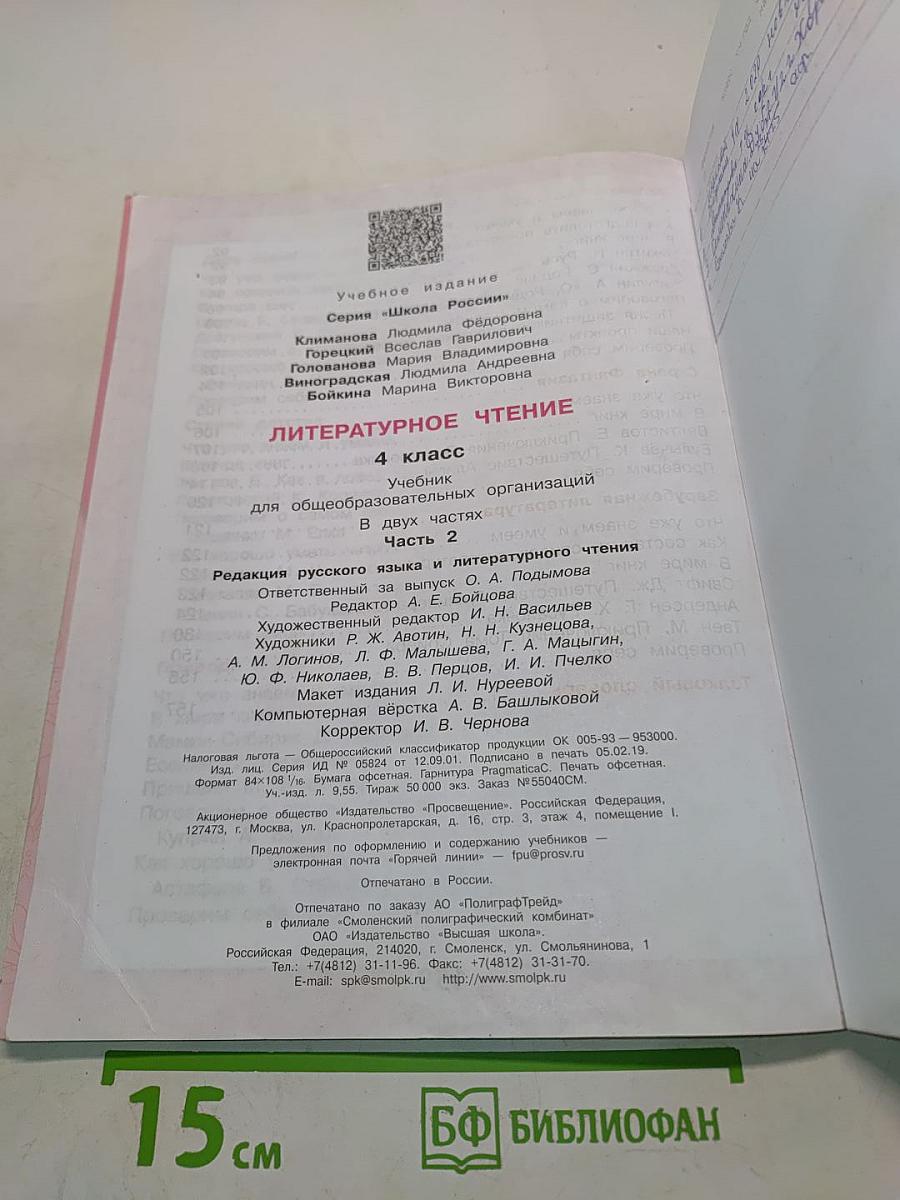 Учебное издание
Серия «Школа России»
Климанова Людмила Фёдоровна
Горецкий Всеслав Гаврилович
Голованова Мария Владимировна
Виноградская Людмила Андреевна
Бойкина Марина Викторовна
ЛИТЕРАТУРНОЕ ЧТЕНИЕ
4 класс
Учебник
для общеобразовательных организаций
В двух частях
Часть 2
Редакция русского языка и литературного чтения
Ответственный за выпуск О. А. Подымова
Редактор А. Е. Бойцова
Художественный редактор И. Н. Васильев
Художники Р. Ж. Авотин, Н. Н. Кузнецова,
А. М. Логинов, Л. Ф. Малышева, Г. А. Мацыгин,
Ю. Ф. Николаев, В. В. Перцов, И. И. Пчелко
Макет издания Л. И. Нуреевой
Компьютерная вёрстка А. В. Башлыковой
Корректор И. В. Чернова
Налоговая льгота — Общероссийский классификатор продукции ОК 005-93 — 953000.
Изд. лиц. Серия ИД № 05824 от 12.09.01. Подписано в печать 05.02.19.
Формат 84×108 1/16. Бумага офсетная. Гарнитура PragmaticaC. Печать офсетная.
Уч.-изд. л. 9,55. Тираж 50 000 экз. Заказ №55040СМ.
Акционерное общество «Издательство «Просвещение». Российская Федерация,
127473, г. Москва, ул. Краснопролетарская, д. 16, стр. 3, этаж 4, помещение I.
Предложения по оформлению и содержанию учебников —
электронная почта «Горячей линии» — fpu@prosv.ru
Отпечатано в России.
Отпечатано по заказу АО «ПолиграфТрейд»
в филиале «Смоленский полиграфический комбинат»
ОАО «Издательство «Высшая школа».
Российская Федерация, 214020, г. Смоленск, ул. Смольянинова, 1
Тел.: +7(4812) 31-11-96. Факс: +7(4812) 31-31-70.
E-mail: spk@smolpk.ru http://www.smolpk.ru
15 см
БФ БИБЛИОФАН